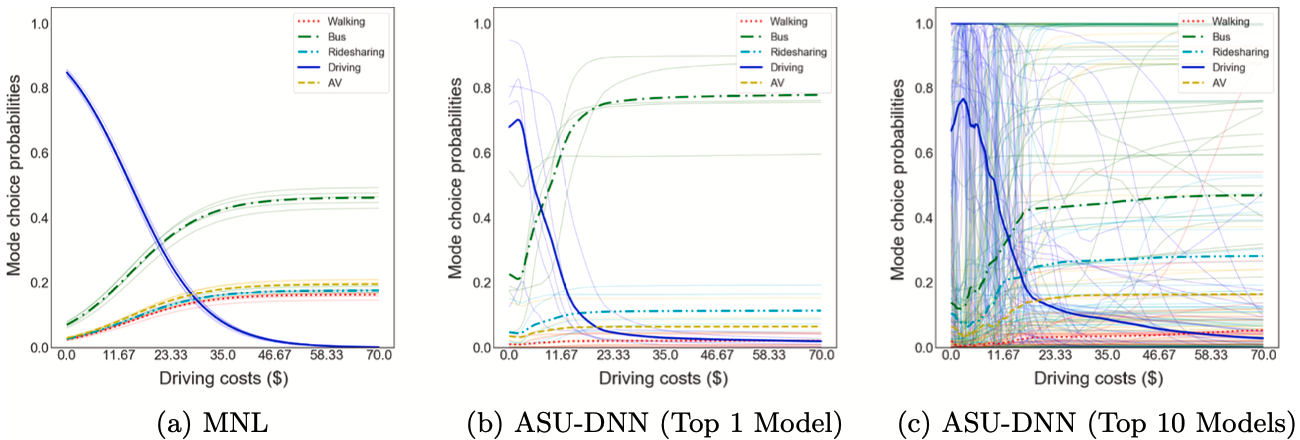 Mode choice probabilities
1.0
0.8
0.6
0.4
0.2
0.0
Walking
Bus
Ridesharing
Driving
AV
0.0 11.67 23.33 35.0 46.67 58.33 70.0
Driving costs ($)
(a) MNL
Mode choice probabilities
1.0
0.8
0.6
0.4
0.2
0.0
Walking
Bus
Ridesharing
Driving
AV
0.0 11.67 23.33 35.0 46.67 58.33 70.0
Driving costs ($)
(b) ASU-DNN (Top 1 Model)
Mode choice probabilities
1.0
0.8
0.6
0.4
0.2
0.0
Walking
Bus
Ridesharing
Driving
AV
0.0 11.67 23.33 35.0 46.67 58.33 70.0
Driving costs ($)
(c) ASU-DNN (Top 10 Models)